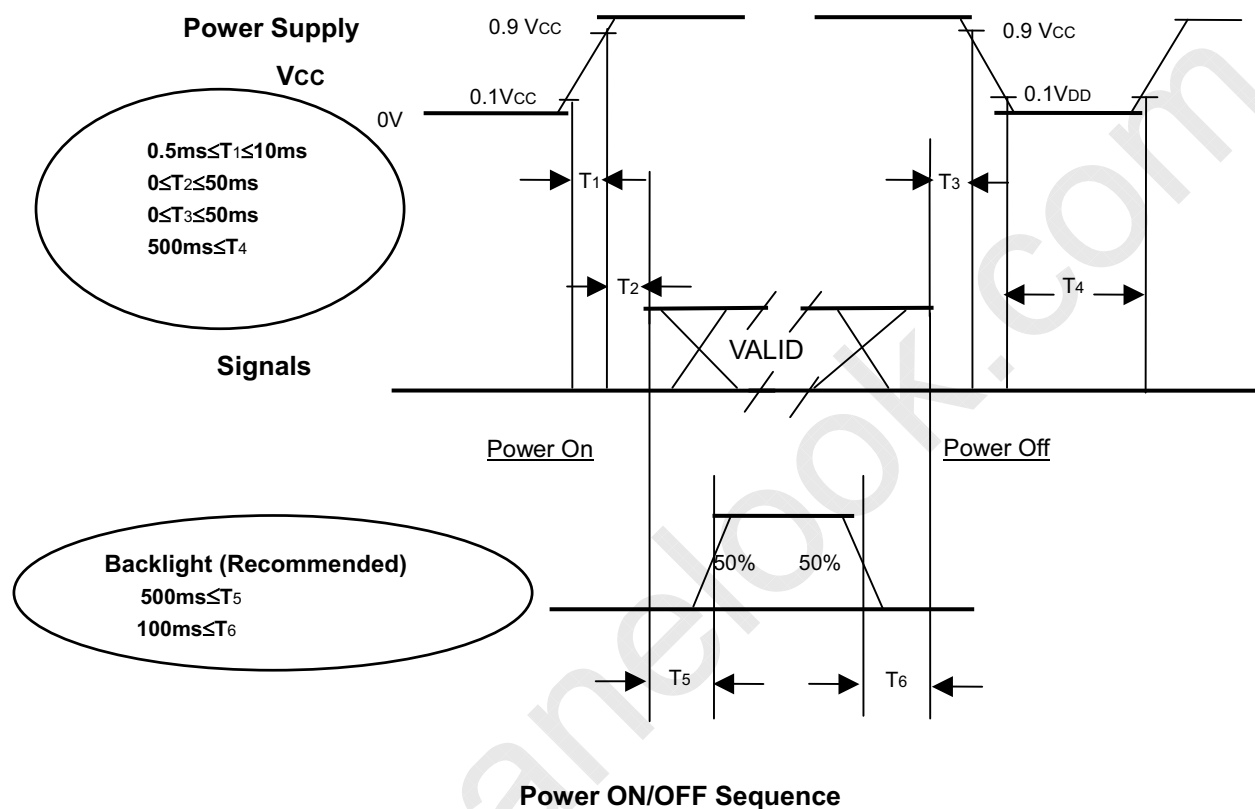 Power Supply
0.9 VCC
0.9 VCC
VCC
0.1VCC
0.1VDD
0V
0.5ms≤T1≤10ms
0≤T2≤50ms
0≤T3≤50ms
500ms≤T4
T1
T3
T2
T4
VALID
Signals
Power On
Power Off
Backlight (Recommended)
500ms≤T5
100ms≤T6
50%
50%
T5
T6
Power ON/OFF Sequence
anelook.com